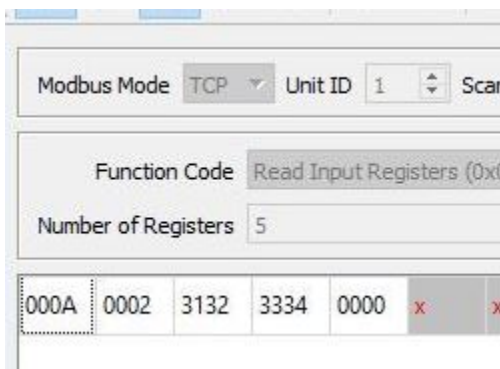 Modbus Mode TCP Unit ID 1
Function Code Read Input Registers
Number of Registers 5
000A 0002 3132 3334 0000 x x